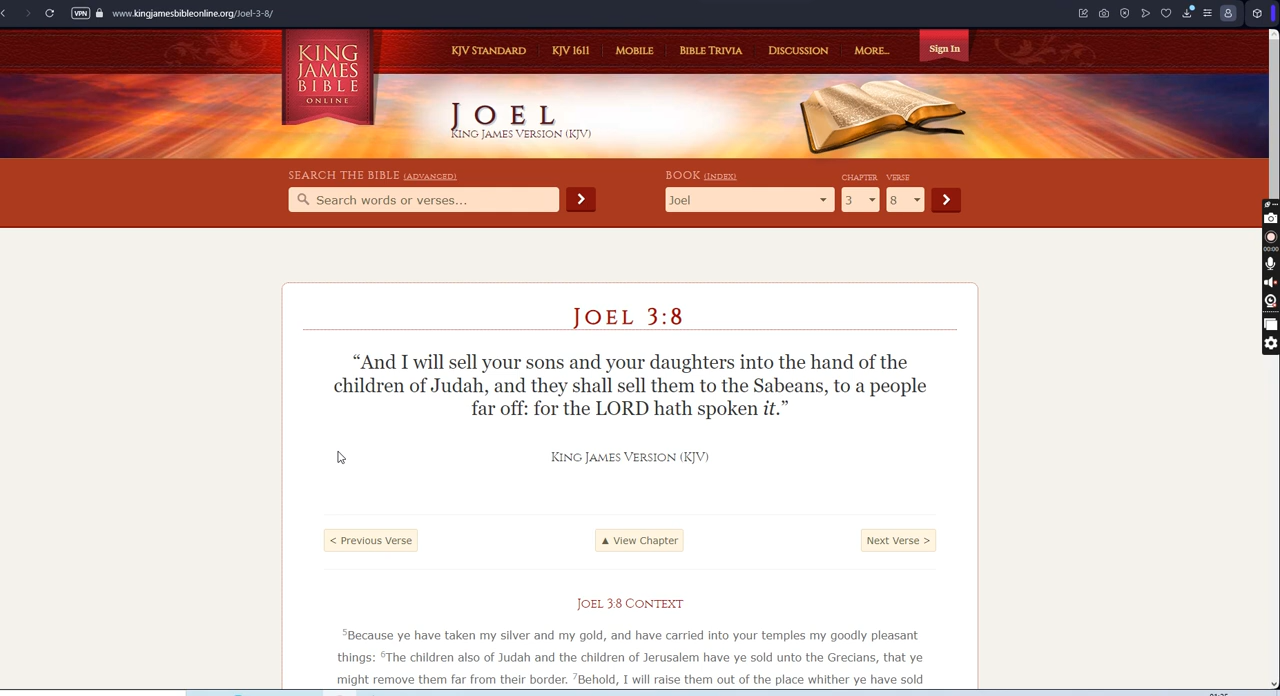 VPN www.kingjamesbibleonline.org/Joel-3-8/
KING
JAMES
BIBLE
ONLINE
KJV STANDARD KJV 1611 MOBILE BIBLE TRIVIA DISCUSSION MORE... Sign In
JOEL
KING JAMES VERSION (KJV)
SEARCH THE BIBLE (ADVANCED) BOOK (INDEX) CHAPTER VERSE
Search words or verses... > Joel 3 8 >
00:00
JOEL 3:8
“And I will sell your sons and your daughters into the hand of the
children of Judah, and they shall sell them to the Sabeans, to a people
far off: for the LORD hath spoken it.”
KING JAMES VERSION (KJV)
< Previous Verse ▲ View Chapter Next Verse >
JOEL 3:8 CONTEXT
5Because ye have taken my silver and my gold, and have carried into your temples my goodly pleasant
things: 6The children also of Judah and the children of Jerusalem have ye sold unto the Grecians, that ye
might remove them far from their border. 7Behold, I will raise them out of the place whither ye have sold